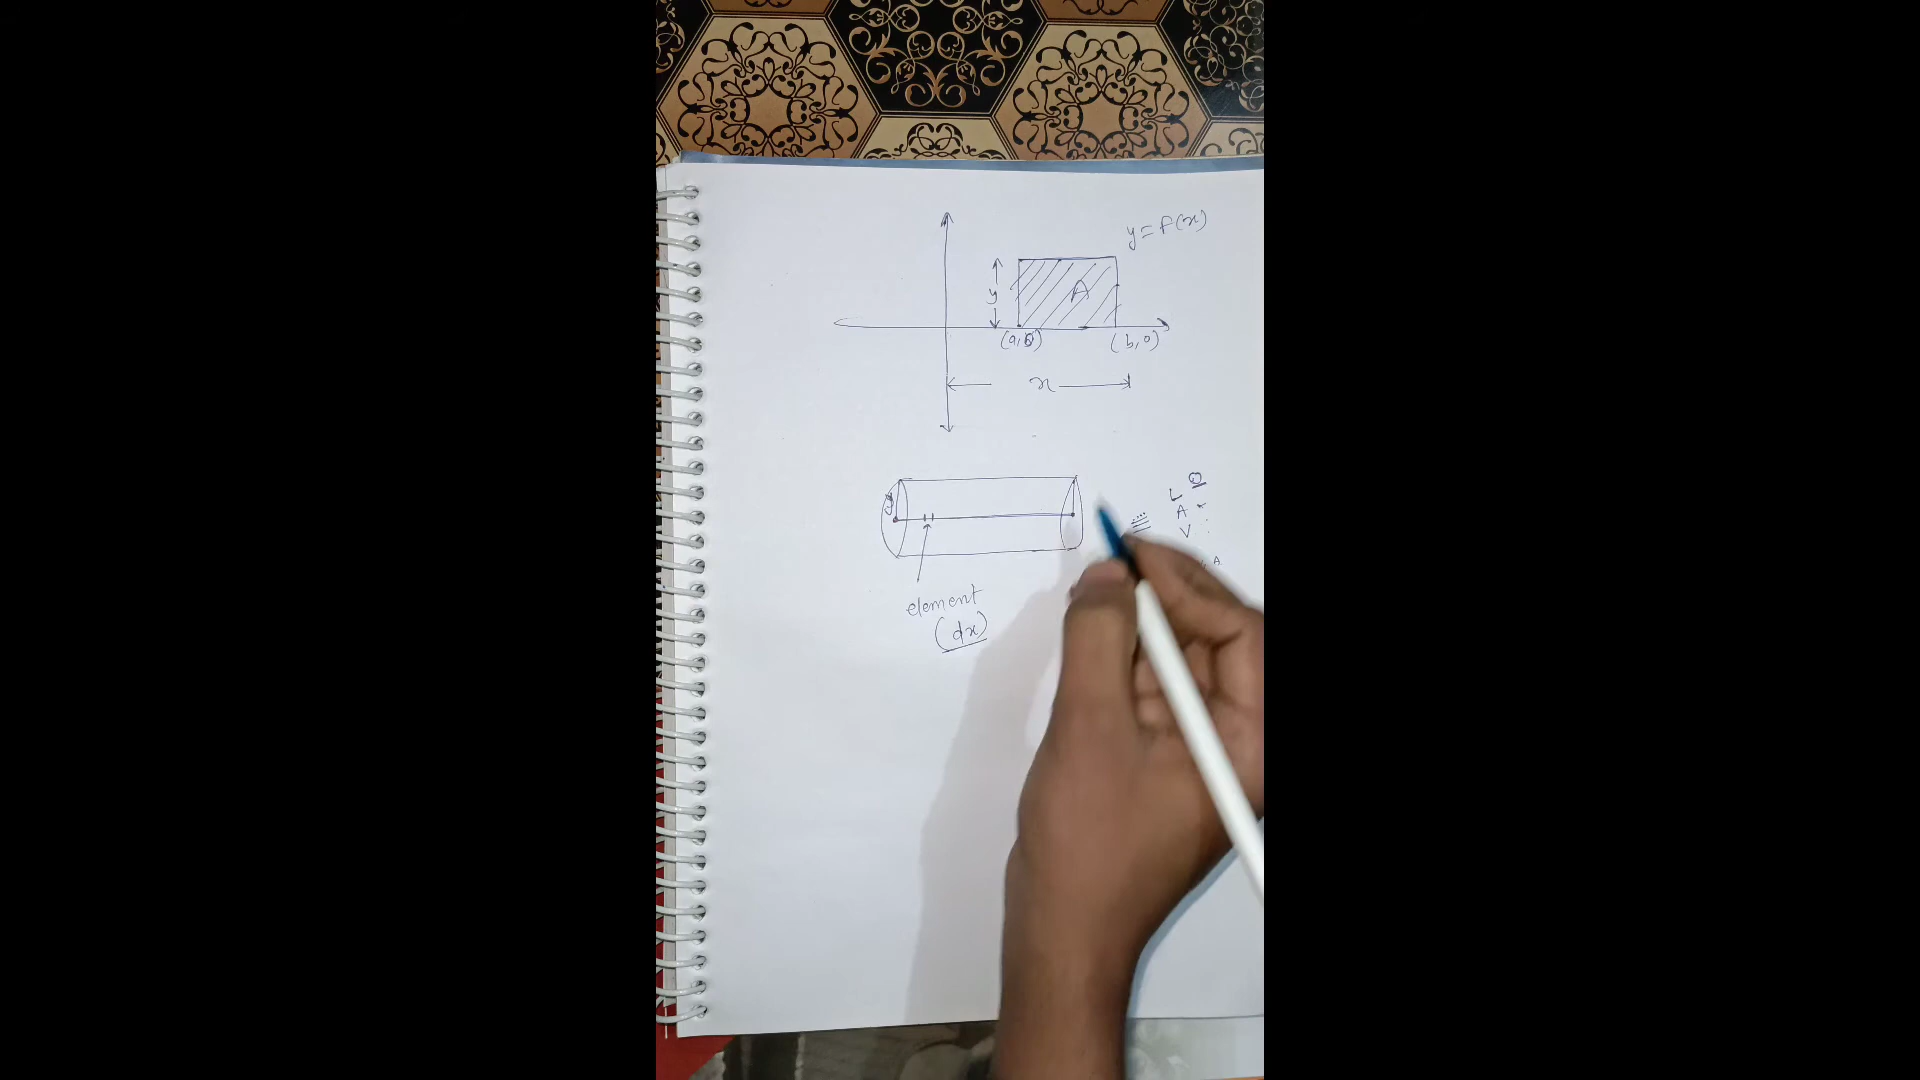 y=f(x)
A
y
(a,0)
(b,0)
x
y
L
A
V
A
element
(dx)